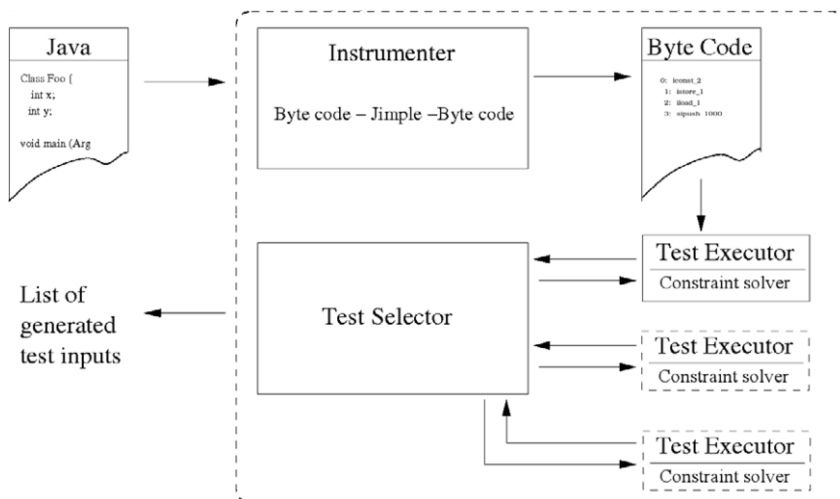 Java
Class Foo {
int x;
int y;
void main (Arg
Instrumenter
Byte code – Jimple –Byte code
Byte Code
0: iconst_2
1: istore_1
2: iload_1
3: sipush 1000
Test Selector
Test Executor
Constraint solver
Test Executor
Constraint solver
Test Executor
Constraint solver
List of
generated
test inputs